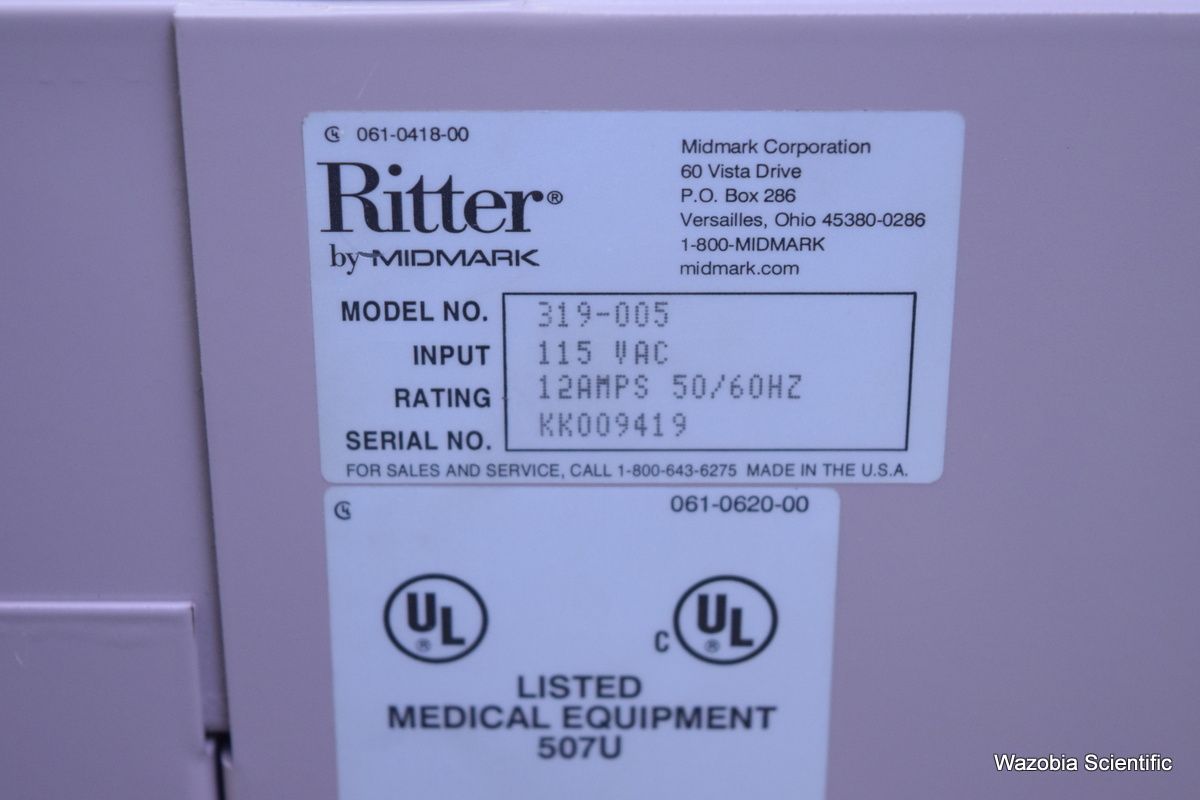 061-0418-00
Ritter®
by MIDMARK
Midmark Corporation
60 Vista Drive
P.O. Box 286
Versailles, Ohio 45380-0286
1-800-MIDMARK
midmark.com
MODEL NO. 319-005
INPUT 115 VAC
RATING 12AMPS 50/60HZ
SERIAL NO. KK009419
FOR SALES AND SERVICE, CALL 1-800-643-6275 MADE IN THE U.S.A.
061-0620-00
UL® C UL®
LISTED
MEDICAL EQUIPMENT
507U
Wazobia Scientific